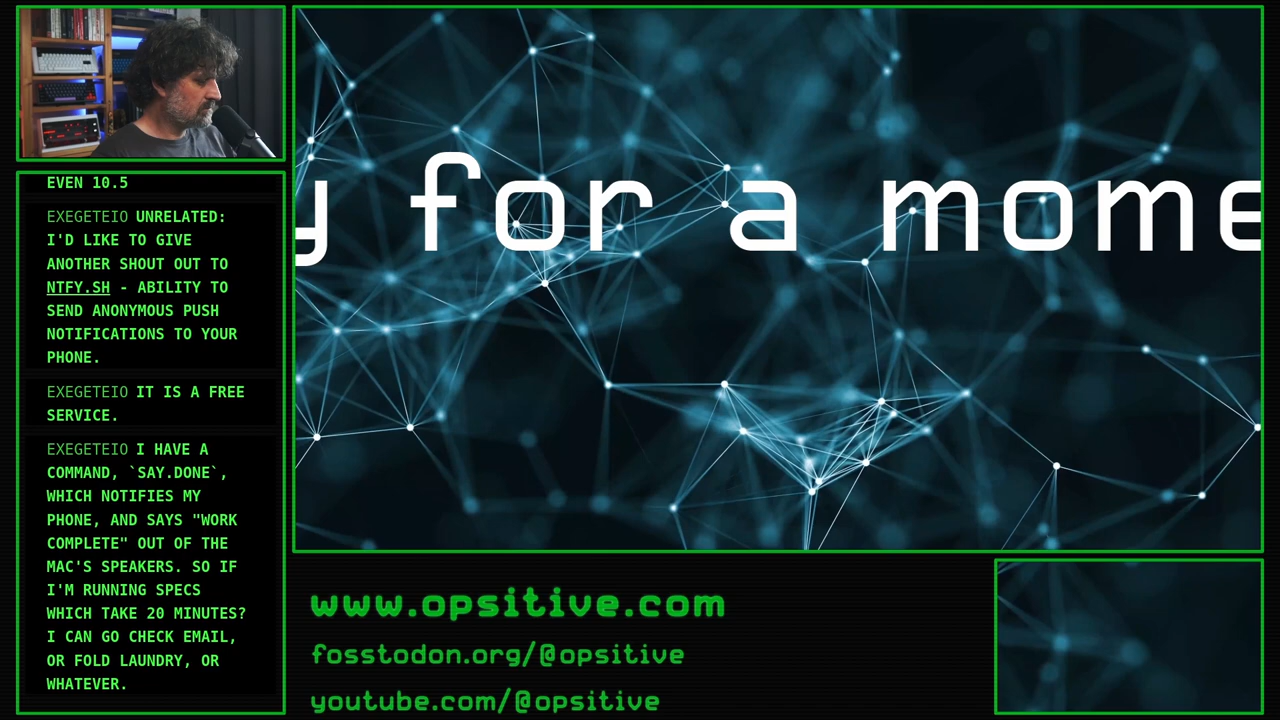 EVEN 10.5
EXEGETEIO UNRELATED:
I'D LIKE TO GIVE
ANOTHER SHOUT OUT TO
NTFY.SH - ABILITY TO
SEND ANONYMOUS PUSH
NOTIFICATIONS TO YOUR
PHONE.
EXEGETEIO IT IS A FREE
SERVICE.
EXEGETEIO I HAVE A
COMMAND, `SAY.DONE`,
WHICH NOTIFIES MY
PHONE, AND SAYS "WORK
COMPLETE" OUT OF THE
MAC'S SPEAKERS. SO IF
I'M RUNNING SPECS
WHICH TAKE 20 MINUTES?
I CAN GO CHECK EMAIL,
OR FOLD LAUNDRY, OR
WHATEVER.
y for a mome
www.opsitive.com
fosstodon.org/@opsitive
youtube.com/@opsitive